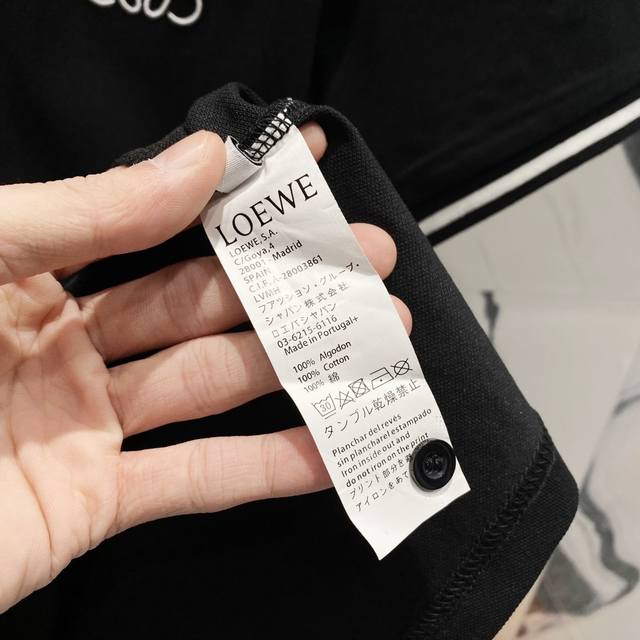 LOEWE
LOEWE,S.A.
C/Goya,4
28001-Madrid
SPAIN
C.I.F.A-28003861
LVMH
ファッション・グループ・
ジャパン 株式会社
ロエベジャパン
03-6215-6116
Made in Portugal+
100% Algodon
100% Cotton
100% 綿
30
タンブル乾燥禁止
Planchar del revés
sin planchar el estampado
Iron inside out and
do not iron on the print
プリント部分を
アイロンをあ